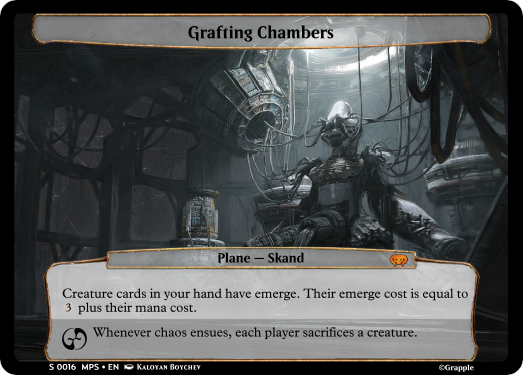 Grafting Chambers
Plane — Skand
Creature cards in your hand have emerge. Their emerge cost is equal to
3 plus their mana cost.
Whenever chaos ensues, each player sacrifices a creature.
S 0016 MPS • EN Kaloyan Boychev ©Grapple